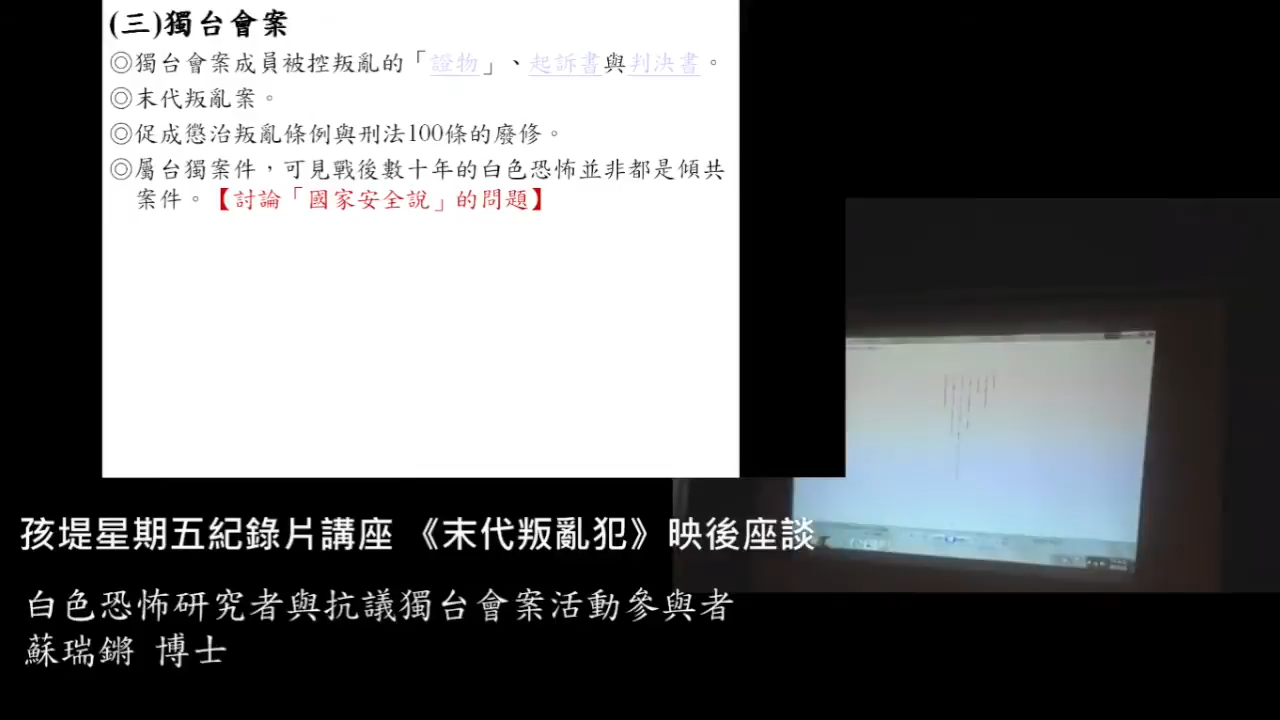 (三)獨台會案
◎獨台會案成員被控叛亂的「證物」、起訴書與判決書。
◎末代叛亂案。
◎促成懲治叛亂條例與刑法100條的廢修。
◎屬台獨案件，可見戰後數十年的白色恐怖並非都是傾共
案件。【討論「國家安全說」的問題】
孩堤星期五紀錄片講座 《末代叛亂犯》映後座談
白色恐怖研究者與抗議獨台會案活動參與者
蘇瑞鏘 博士